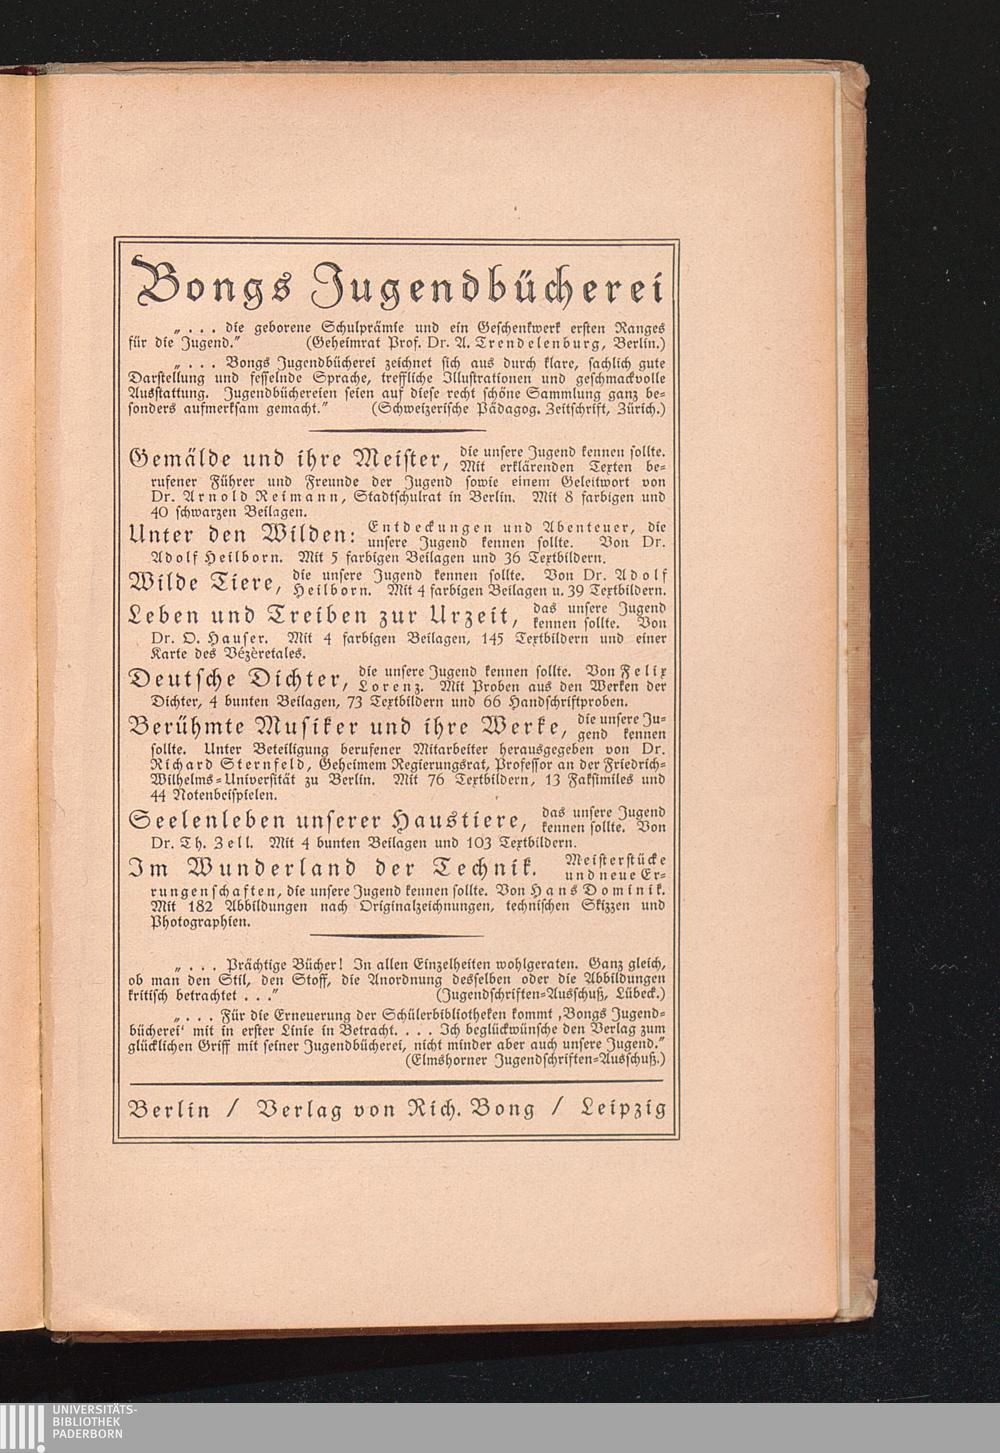 Bongs Jugendbücherei
„. . . die geborene Schulprämie und ein Geschenkwerk ersten Ranges
für die Jugend.“ (Geheimrat Prof. Dr. A. Trendelenburg, Berlin.)
„. . . Bongs Jugendbücherei zeichnet sich aus durch klare, sachlich gute
Darstellung und fesselnde Sprache, treffliche Illustrationen und geschmackvolle
Ausstattung. Jugendbüchereien seien auf diese recht schöne Sammlung ganz be-
sonders aufmerksam gemacht.“ (Schweizerische Pädagog. Zeitschrift, Zürich.)
Gemälde und ihre Meister, die unsere Jugend kennen sollte.
Mit erklärenden Texten be-
rufener Führer und Freunde der Jugend sowie einem Geleitwort von
Dr. Arnold Reimann, Stadtschulrat in Berlin. Mit 8 farbigen und
40 schwarzen Beilagen.
Unter den Wilden: Entdeckungen und Abenteuer, die
unsere Jugend kennen sollte. Von Dr.
Adolf Heilborn. Mit 5 farbigen Beilagen und 36 Textbildern.
Wilde Tiere, die unsere Jugend kennen sollte. Von Dr. Adolf
Heilborn. Mit 4 farbigen Beilagen u. 39 Textbildern.
Leben und Treiben zur Urzeit, das unsere Jugend
kennen sollte. Von
Dr. O. Hauser. Mit 4 farbigen Beilagen, 145 Textbildern und einer
Karte des Vézèretales.
Deutsche Dichter, die unsere Jugend kennen sollte. Von Felix
Lorenz. Mit Proben aus den Werken der
Dichter, 4 bunten Beilagen, 73 Textbildern und 66 Handschriftproben.
Berühmte Musiker und ihre Werke, die unsere Ju-
gend kennen
sollte. Unter Beteiligung berufener Mitarbeiter herausgegeben von Dr.
Richard Sternfeld, Geheimem Regierungsrat, Professor an der Friedrich-
Wilhelms-Universität zu Berlin. Mit 76 Textbildern, 13 Faksimiles und
44 Notenbeispielen.
Seelenleben unserer Haustiere, das unsere Jugend
kennen sollte. Von
Dr. Th. Zell. Mit 4 bunten Beilagen und 103 Textbildern.
Im Wunderland der Technik. Meisterstücke
und neue Er-
rungenschaften, die unsere Jugend kennen sollte. Von Hans Dominik.
Mit 182 Abbildungen nach Originalzeichnungen, technischen Skizzen und
Photographien.
„. . . Prächtige Bücher! In allen Einzelheiten wohlgeraten. Ganz gleich,
ob man den Stil, den Stoff, die Anordnung desselben oder die Abbildungen
kritisch betrachtet . . .“ (Jugendschriften-Ausschuß, Lübeck.)
„. . . Für die Erneuerung der Schülerbibliotheken kommt ‚Bongs Jugend-
bücherei‘ mit in erster Linie in Betracht. . . . Ich beglückwünsche den Verlag zum
glücklichen Griff mit seiner Jugendbücherei, nicht minder aber auch unsere Jugend.“
(Elmshorner Jugendschriften-Ausschuß.)
Berlin / Verlag von Rich. Bong / Leipzig
UNIVERSITÄTS-
BIBLIOTHEK
PADERBORN